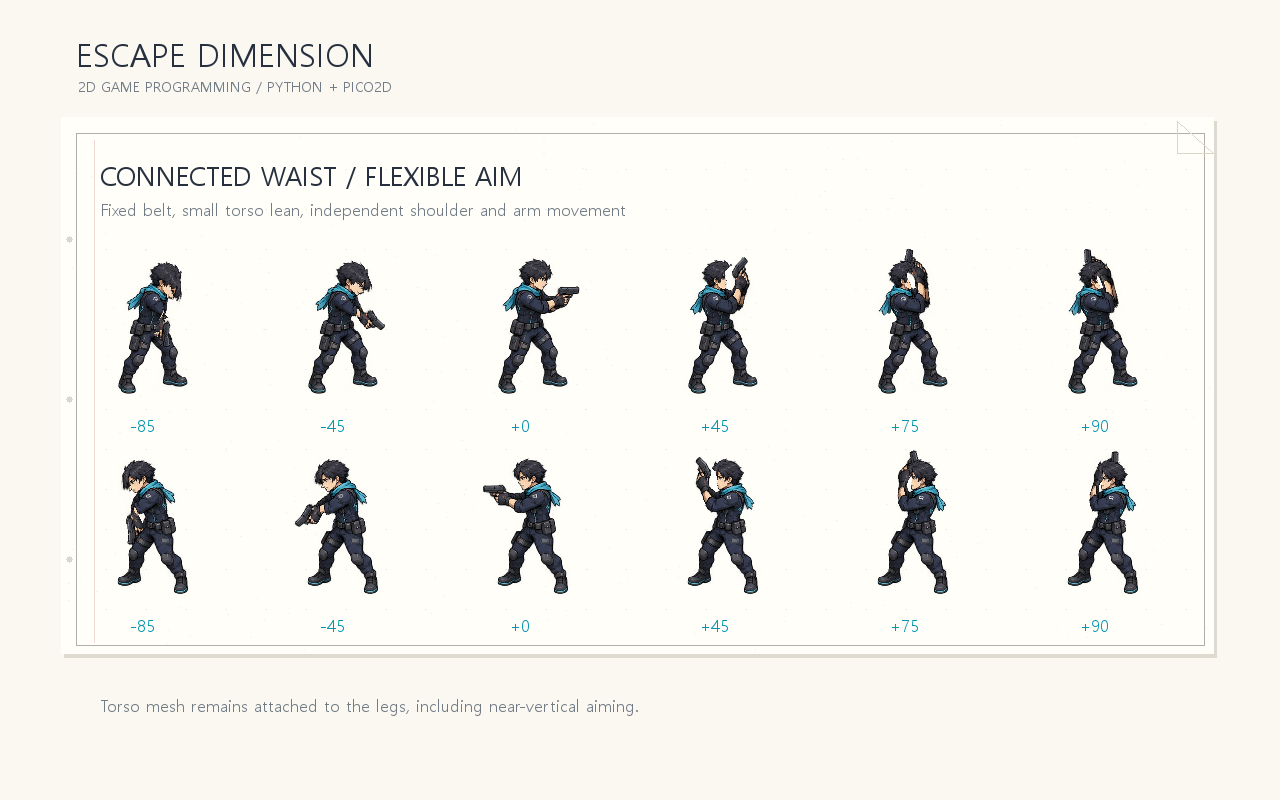 ESCAPE DIMENSION
2D GAME PROGRAMMING / PYTHON + PICO2D
CONNECTED WAIST / FLEXIBLE AIM
Fixed belt, small torso lean, independent shoulder and arm movement
-85 -45 +0 +45 +75 +90
-85 -45 +0 +45 +75 +90
Torso mesh remains attached to the legs, including near-vertical aiming.